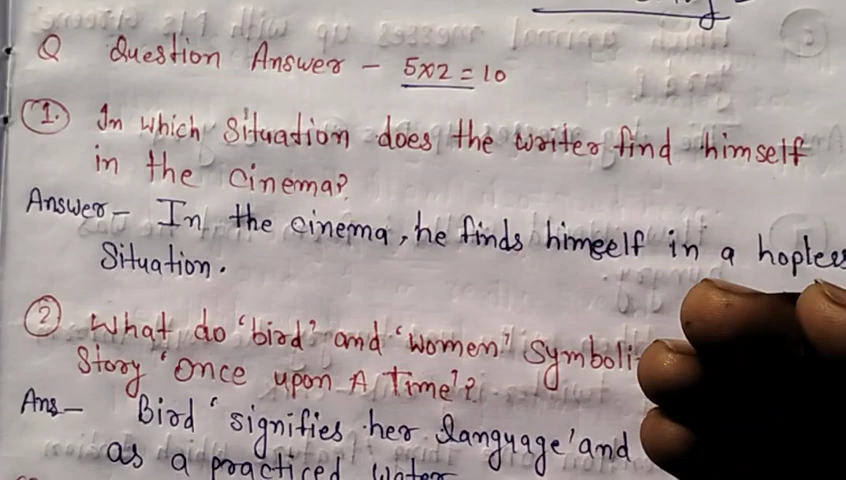 Q Question Answer - 5x2=10
1. In which situation does the writer find himself
in the cinema?
Answer - In the cinema, he finds himself in a hopless
Situation.
2 What do 'bird' and 'women' Symboli
Story 'Once upon A Time'?
Ans - Bird 'signifies her language' and
as a practiced